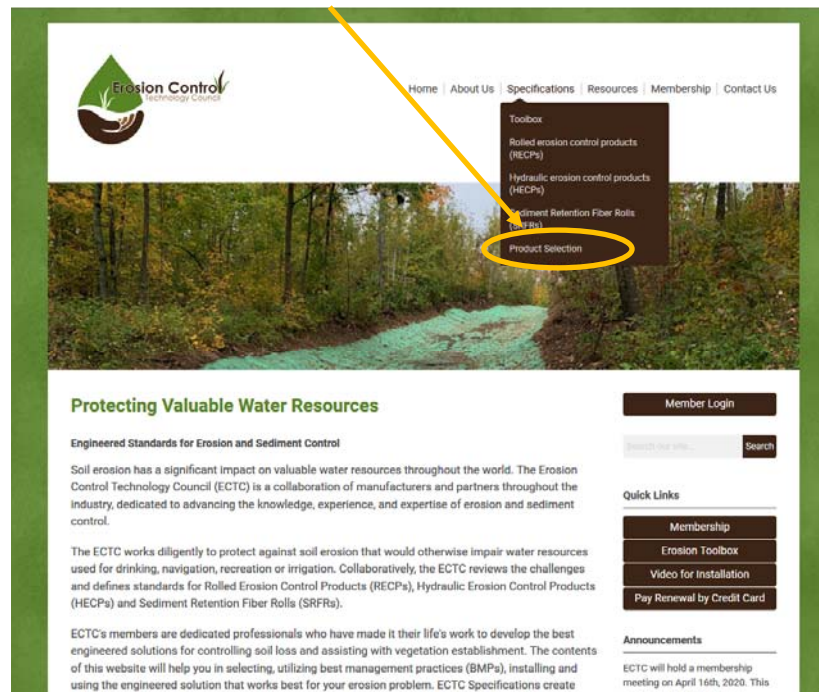 Erosion Control
Technology Council
Home | About Us | Specifications | Resources | Membership | Contact Us
Toolbox
Rolled erosion control products
(RECPs)
Hydraulic erosion control products
(HECPs)
Sediment Retention Fiber Rolls
(SRFRs)
Product Selection
Protecting Valuable Water Resources
Engineered Standards for Erosion and Sediment Control
Soil erosion has a significant impact on valuable water resources throughout the world. The Erosion
Control Technology Council (ECTC) is a collaboration of manufacturers and partners throughout the
industry, dedicated to advancing the knowledge, experience, and expertise of erosion and sediment
control.
The ECTC works diligently to protect against soil erosion that would otherwise impair water resources
used for drinking, navigation, recreation or irrigation. Collaboratively, the ECTC reviews the challenges
and defines standards for Rolled Erosion Control Products (RECPs), Hydraulic Erosion Control Products
(HECPs) and Sediment Retention Fiber Rolls (SRFRs).
ECTC's members are dedicated professionals who have made it their life's work to develop the best
engineered solutions for controlling soil loss and assisting with vegetation establishment. The contents
of this website will help you in selecting, utilizing best management practices (BMPs), installing and
using the engineered solution that works best for your erosion problem. ECTC Specifications create
Member Login
Search our site...
Search
Quick Links
Membership
Erosion Toolbox
Video for Installation
Pay Renewal by Credit Card
Announcements
ECTC will hold a membership
meeting on April 16th, 2020. This